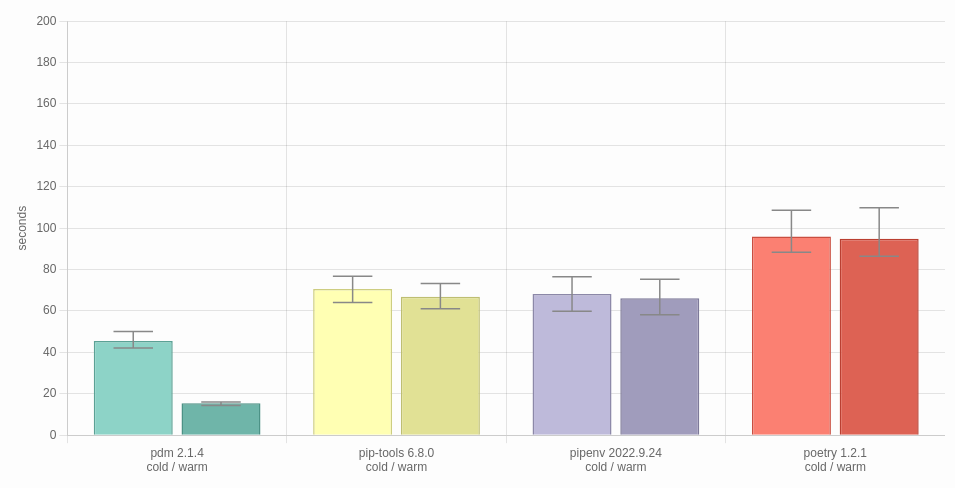 200
180
160
140
120
100
80
60
40
20
0
seconds
pdm 2.1.4
cold / warm
pip-tools 6.8.0
cold / warm
pipenv 2022.9.24
cold / warm
poetry 1.2.1
cold / warm